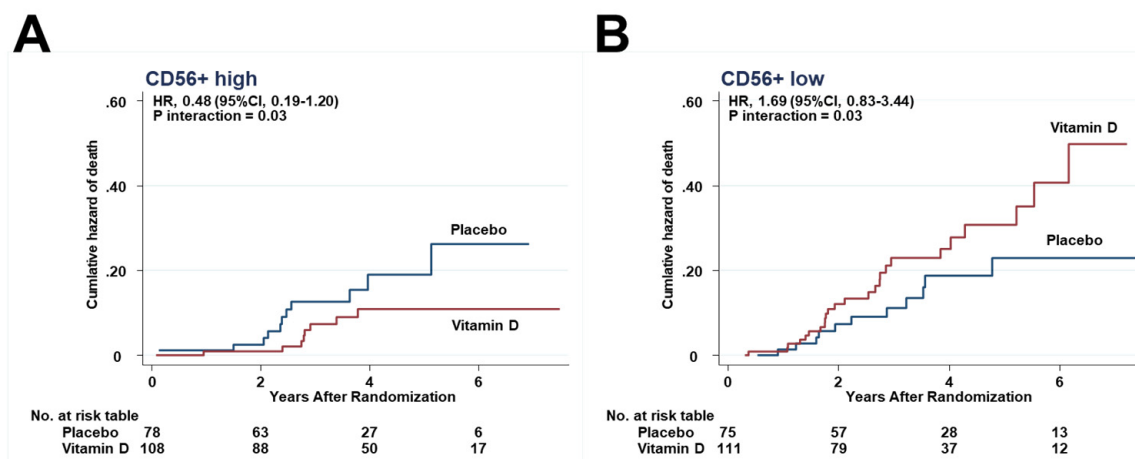 A
CD56+ high
HR, 0.48 (95%CI, 0.19-1.20)
P interaction = 0.03
Cumlative hazard of death
.60
.40
.20
0
Placebo
Vitamin D
0 2 4 6
Years After Randomization
No. at risk table
Placebo 78 63 27 6
Vitamin D 108 88 50 17
B
CD56+ low
HR, 1.69 (95%CI, 0.83-3.44)
P interaction = 0.03
Cumlative hazard of death
.60
.40
.20
0
Vitamin D
Placebo
0 2 4 6
Years After Randomization
No. at risk table
Placebo 75 57 28 13
Vitamin D 111 79 37 12